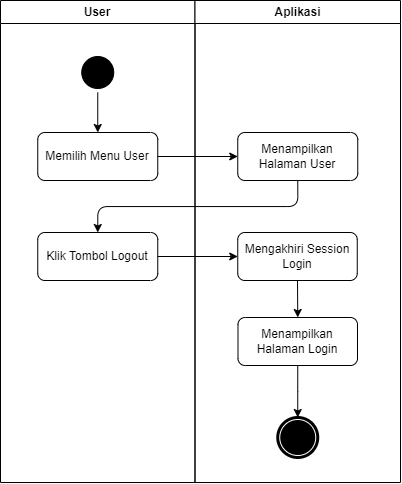 User
Aplikasi
Memilih Menu User
Menampilkan
Halaman User
Klik Tombol Logout
Mengakhiri Session
Login
Menampilkan
Halaman Login